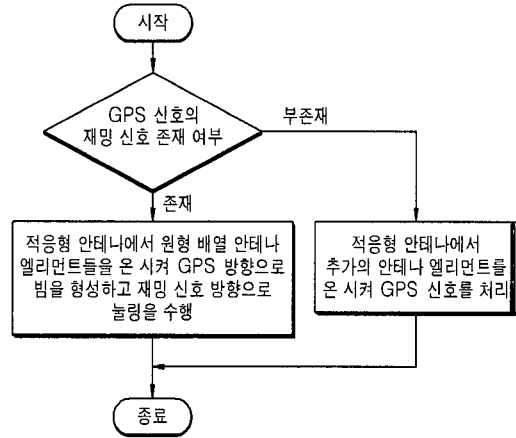 시작
GPS 신호의
재밍 신호 존재 여부
부존재
존재
적응형 안테나에서 원형 배열 안테나
엘리먼트들을 온 시켜 GPS 방향으로
빔을 형성하고 재밍 신호 방향으로
눌링을 수행
적응형 안테나에서
추가의 안테나 엘리먼트를
온 시켜 GPS 신호를 처리
종료